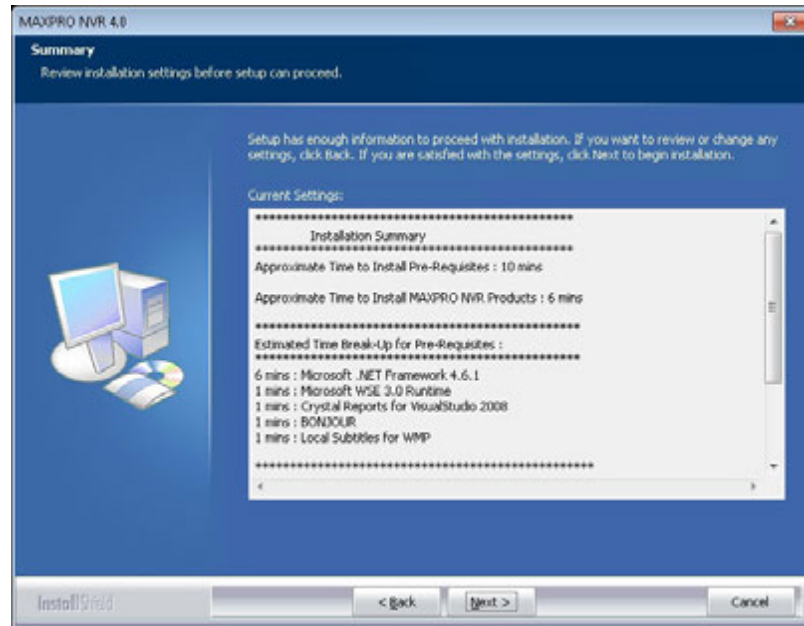 MAXPRO NVR 4.0
Summary
Review installation settings before setup can proceed.
Setup has enough information to proceed with installation. If you want to review or change any
settings, click Back. If you are satisfied with the settings, click Next to begin installation.
Current Settings:
************************************************
Installation Summary
************************************************
Approximate Time to Install Pre-Requisites : 10 mins
Approximate Time to Install MAXPRO NVR Products : 6 mins
*************************************************
Estimated Time Break-Up for Pre-Requisites :
*************************************************
6 mins : Microsoft .NET Framework 4.6.1
1 mins : Microsoft WSE 3.0 Runtime
1 mins : Crystal Reports for VisualStudio 2008
1 mins : BONJOUR
1 mins : Local Subtitles for WMP
***************************************************
InstallShield
< Back
Next >
Cancel